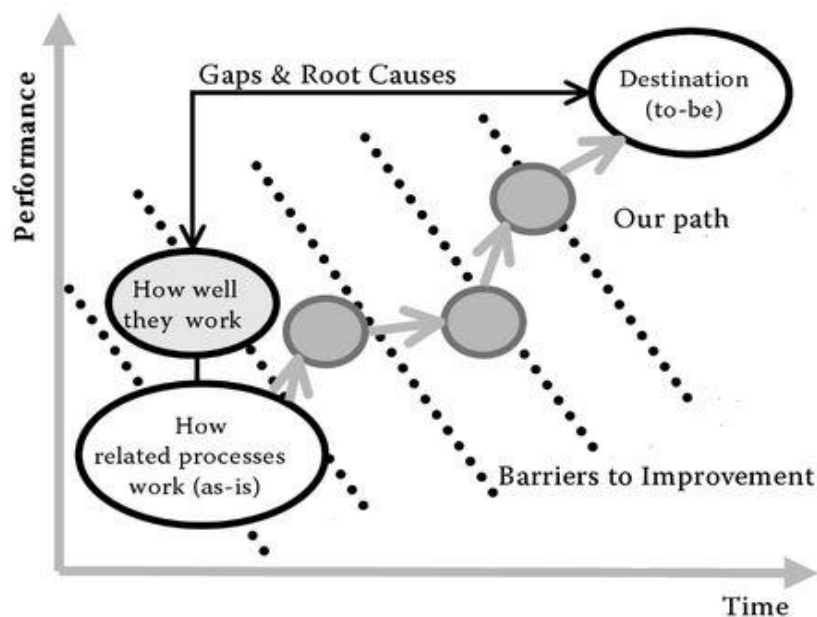 Performance
Gaps & Root Causes
Destination
(to-be)
Our path
How well
they work
How
related processes
work (as-is)
Barriers to Improvement
Time